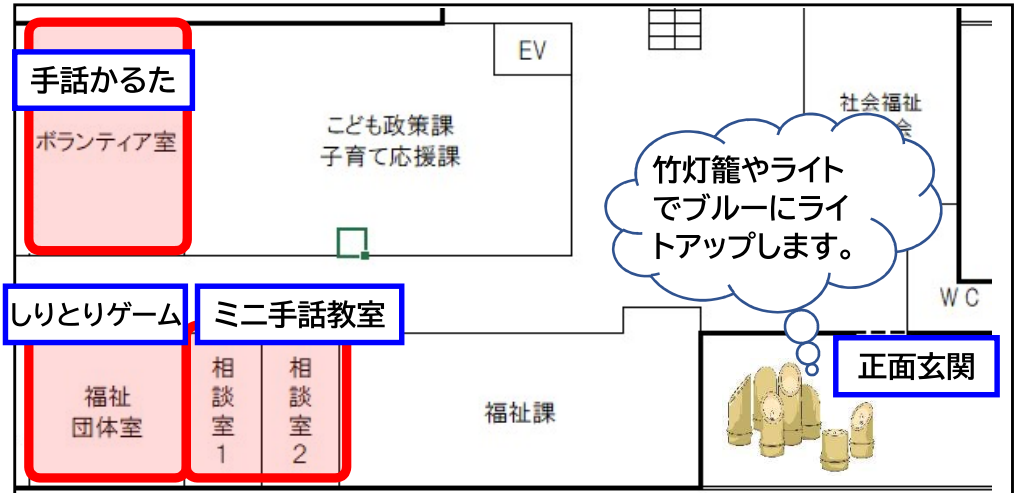 手話かるた
ボランティア室
こども政策課
子育て応援課
EV
社会福祉
会
竹灯籠やライト
でブルーにライ
トアップします。
WC
しりとりゲーム
ミニ手話教室
福祉
団体室
相談室1
相談室2
福祉課
正面玄関